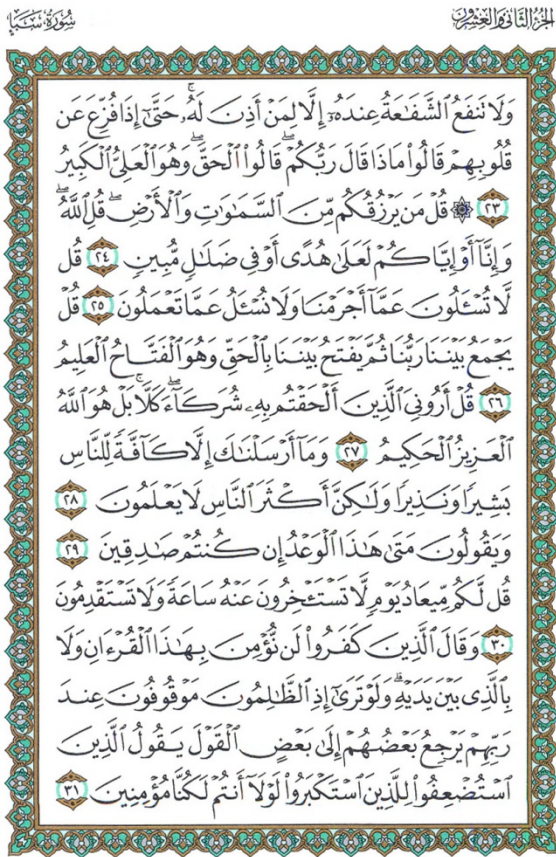 الجزء الثاني والعشرون
سورة سبإ
وَلَا تَنفَعُ ٱلشَّفَٰعَةُ عِندَهُۥٓ إِلَّا لِمَنْ أَذِنَ لَهُۥ ۚ حَتَّىٰٓ إِذَا فُزِّعَ عَن
قُلُوبِهِمْ قَالُوا۟ مَاذَا قَالَ رَبُّكُمْ ۖ قَالُوا۟ ٱلْحَقَّ ۖ وَهُوَ ٱلْعَلِىُّ ٱلْكَبِيرُ
٢٣ ۞ قُلْ مَن يَرْزُقُكُم مِّنَ ٱلسَّمَٰوَٰتِ وَٱلْأَرْضِ ۖ قُلِ ٱللَّهُ ۖ
وَإِنَّآ أَوْ إِيَّاكُمْ لَعَلَىٰ هُدًى أَوْ فِى ضَلَٰلٍ مُّبِينٍ ٢٤ قُل
لَّا تُسْـَٔلُونَ عَمَّآ أَجْرَمْنَا وَلَا نُسْـَٔلُ عَمَّا تَعْمَلُونَ ٢٥ قُلْ
يَجْمَعُ بَيْنَنَا رَبُّنَا ثُمَّ يَفْتَحُ بَيْنَنَا بِٱلْحَقِّ وَهُوَ ٱلْفَتَّاحُ ٱلْعَلِيمُ
٢٦ قُلْ أَرُونِىَ ٱلَّذِينَ أَلْحَقْتُم بِهِۦ شُرَكَآءَ ۖ كَلَّا ۚ بَلْ هُوَ ٱللَّهُ
ٱلْعَزِيزُ ٱلْحَكِيمُ ٢٧ وَمَآ أَرْسَلْنَٰكَ إِلَّا كَآفَّةً لِّلنَّاسِ
بَشِيرًا وَنَذِيرًا وَلَٰكِنَّ أَكْثَرَ ٱلنَّاسِ لَا يَعْلَمُونَ ٢٨
وَيَقُولُونَ مَتَىٰ هَٰذَا ٱلْوَعْدُ إِن كُنتُمْ صَٰدِقِينَ ٢٩
قُل لَّكُم مِّيعَادُ يَوْمٍ لَّا تَسْتَـْٔخِرُونَ عَنْهُ سَاعَةً وَلَا تَسْتَقْدِمُونَ
٣٠ وَقَالَ ٱلَّذِينَ كَفَرُوا۟ لَن نُّؤْمِنَ بِهَٰذَا ٱلْقُرْءَانِ وَلَا
بِٱلَّذِى بَيْنَ يَدَيْهِ ۗ وَلَوْ تَرَىٰٓ إِذِ ٱلظَّٰلِمُونَ مَوْقُوفُونَ عِندَ
رَبِّهِمْ يَرْجِعُ بَعْضُهُمْ إِلَىٰ بَعْضٍ ٱلْقَوْلَ يَقُولُ ٱلَّذِينَ
ٱسْتُضْعِفُوا۟ لِلَّذِينَ ٱسْتَكْبَرُوا۟ لَوْلَآ أَنتُمْ لَكُنَّا مُؤْمِنِينَ ٣١